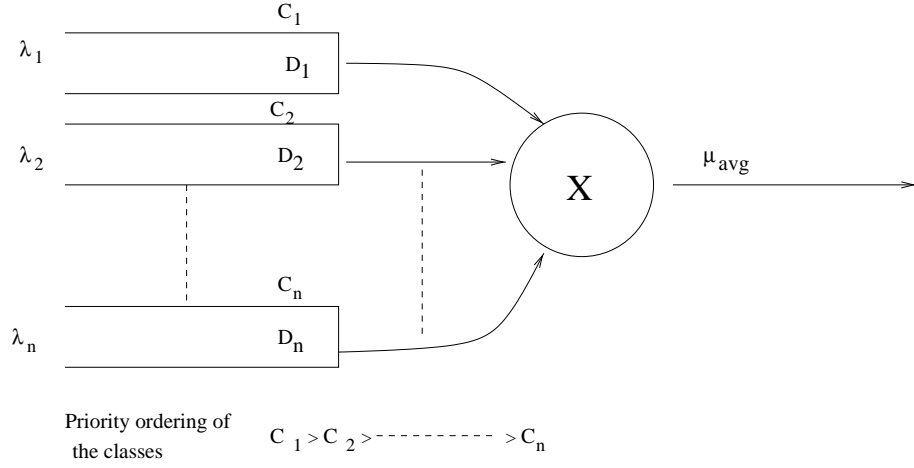 C₁
λ₁
D₁
C₂
λ₂
D₂
X
μavg
Cₙ
λₙ
Dₙ
Priority ordering of
the classes
C₁ > C₂ > ---------- > Cₙ